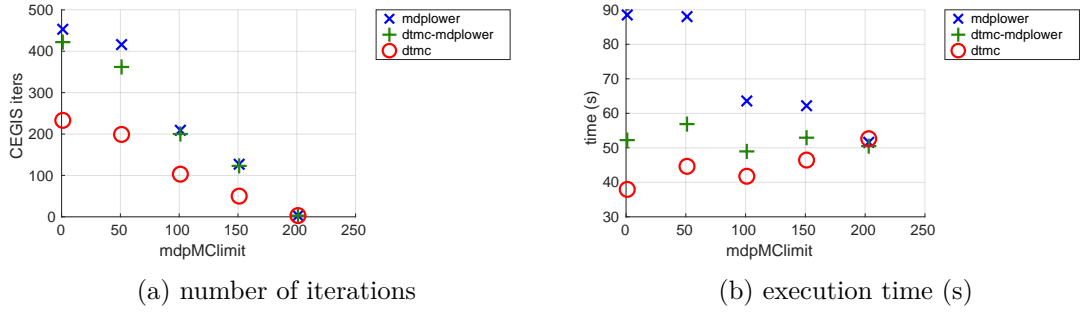 500
400
300
200
100
0
CEGIS iters
0 50 100 150 200 250
mdpMClimit
mdplower
dtmc-mdplower
dtmc
(a) number of iterations
90
80
70
60
50
40
30
time (s)
0 50 100 150 200 250
mdpMClimit
mdplower
dtmc-mdplower
dtmc
(b) execution time (s)